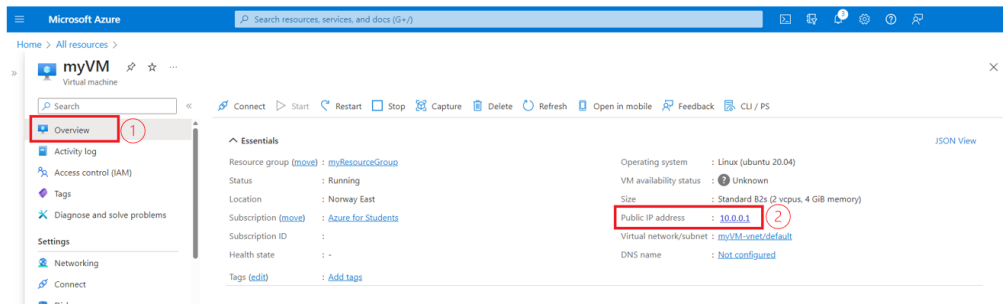 Microsoft Azure
Search resources, services, and docs (G+/)
Home > All resources >
myVM
Virtual machine
Search
Connect Start Restart Stop Capture Delete Refresh Open in mobile Feedback CLI / PS
Overview
1
Activity log
Access control (IAM)
Tags
Diagnose and solve problems
Settings
Networking
Connect
Essentials
JSON View
Resource group (move) : myResourceGroup
Status : Running
Location : Norway East
Subscription (move) : Azure for Students
Subscription ID :
Health state : -
Tags (edit) : Add tags
Operating system : Linux (ubuntu 20.04)
VM availability status : Unknown
Size : Standard B2s (2 vcpus, 4 GiB memory)
Public IP address : 10.0.0.1
2
Virtual network/subnet : myVM-vnet/default
DNS name : Not configured